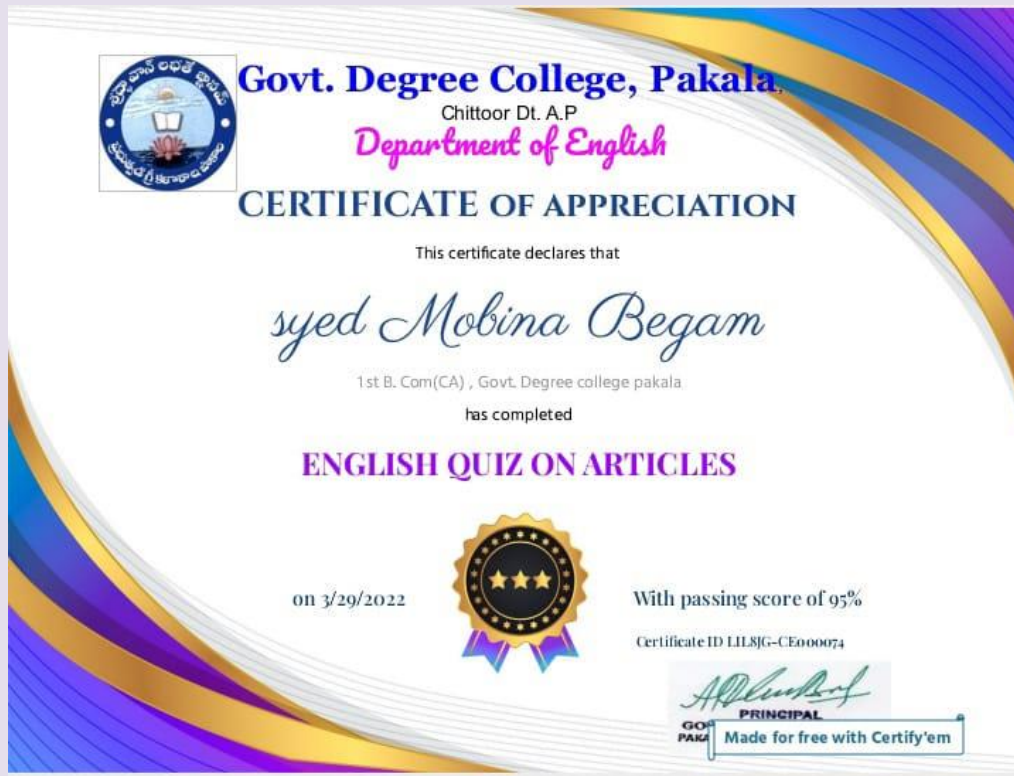 Govt. Degree College, Pakala,
Chittoor Dt. A.P
Department of English
CERTIFICATE OF APPRECIATION
This certificate declares that
syed Mobina Begam
1st B. Com(CA) , Govt. Degree college pakala
has completed
ENGLISH QUIZ ON ARTICLES
on 3/29/2022
With passing score of 95%
Certificate ID LIL8JG-CE000074
PRINCIPAL
Made for free with Certify'em